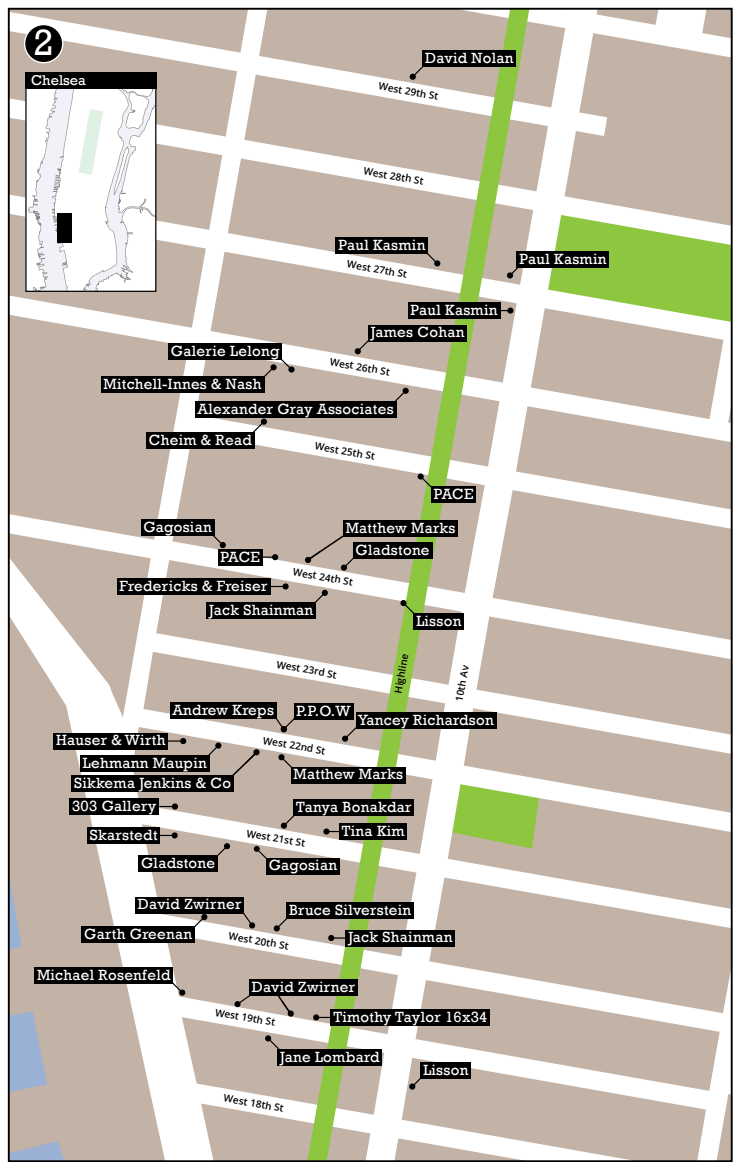 2
Chelsea
David Nolan
West 29th St
West 28th St
Paul Kasmin
Paul Kasmin
West 27th St
Paul Kasmin
James Cohan
Galerie Lelong
West 26th St
Mitchell-Innes & Nash
Alexander Gray Associates
Cheim & Read
West 25th St
PACE
Gagosian
Matthew Marks
PACE
Gladstone
West 24th St
Fredericks & Freiser
Jack Shainman
Lisson
West 23rd St
Highline
10th Av
Andrew Kreps
P.P.O.W
Yancey Richardson
Hauser & Wirth
West 22nd St
Lehmann Maupin
Matthew Marks
Sikkema Jenkins & Co
303 Gallery
Tanya Bonakdar
Skarstedt
West 21st St
Tina Kim
Gladstone
Gagosian
David Zwirner
Bruce Silverstein
Garth Greenan
West 20th St
Jack Shainman
Michael Rosenfeld
David Zwirner
West 19th St
Timothy Taylor 16x34
Jane Lombard
Lisson
West 18th St